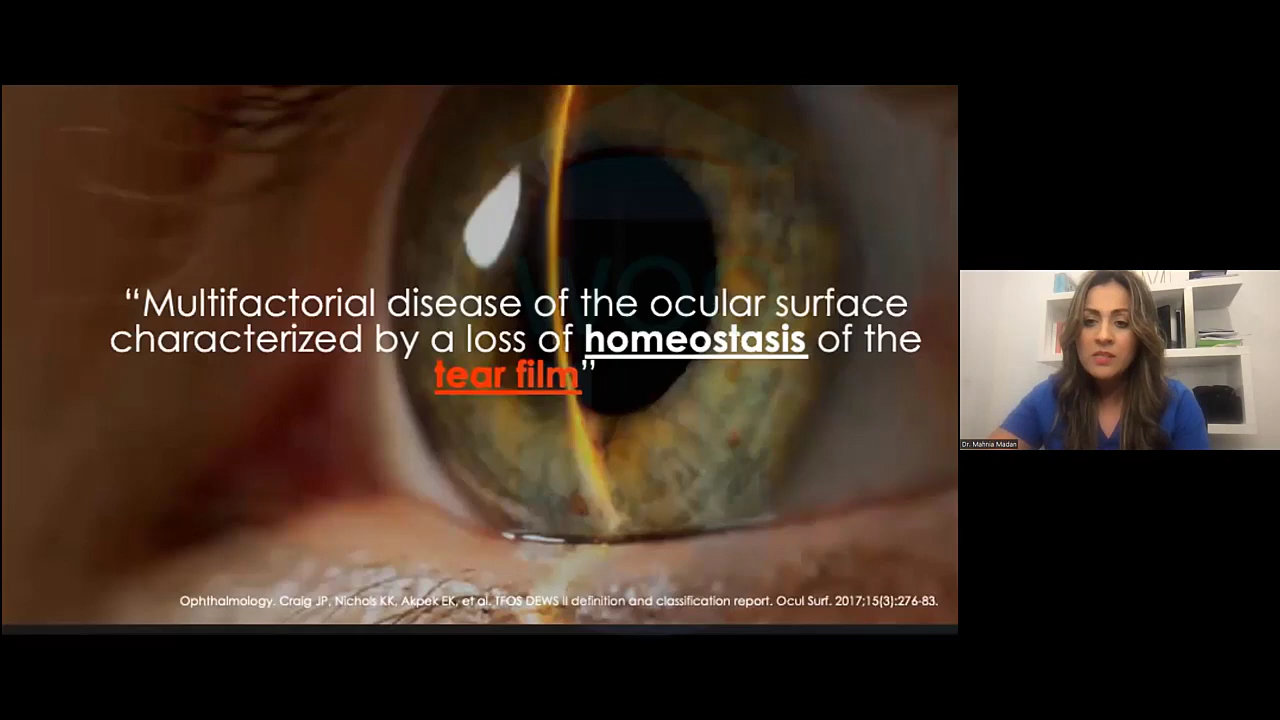 “Multifactorial disease of the ocular surface
characterized by a loss of homeostasis of the
tear film”
Ophthalmology. Craig JP, Nichols KK, Akpek EK, et al. TFOS DEWS II definition and classification report. Ocul Surf. 2017;15(3):276-83.
Dr. Mahnia Madan